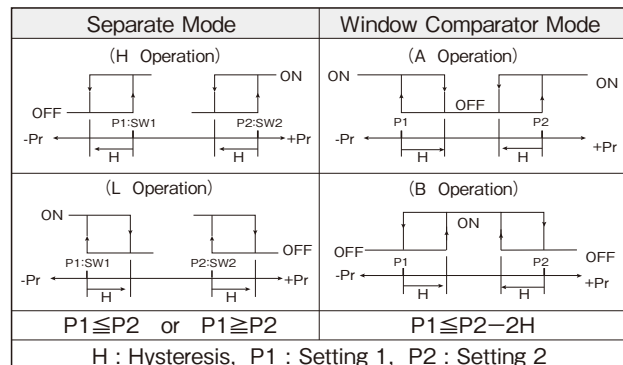 Separate Mode
Window Comparator Mode
(H Operation)
ON
OFF
P1:SW1
P2:SW2
-Pr
+Pr
H
H
(A Operation)
ON
ON
OFF
P1
P2
-Pr
+Pr
H
H
(L Operation)
ON
OFF
P1:SW1
P2:SW2
-Pr
+Pr
H
H
(B Operation)
ON
OFF
OFF
P1
P2
-Pr
+Pr
H
H
P1≦P2 or P1≧P2
P1≦P2−2H
H : Hysteresis, P1 : Setting 1, P2 : Setting 2